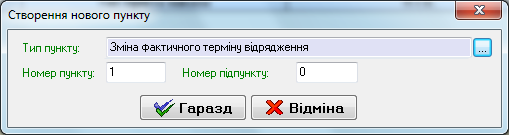 Створення нового пункту
Тип пункту: Зміна фактичного терміну відрядження ...
Номер пункту: 1 Номер підпункту: 0
Гаразд Відміна